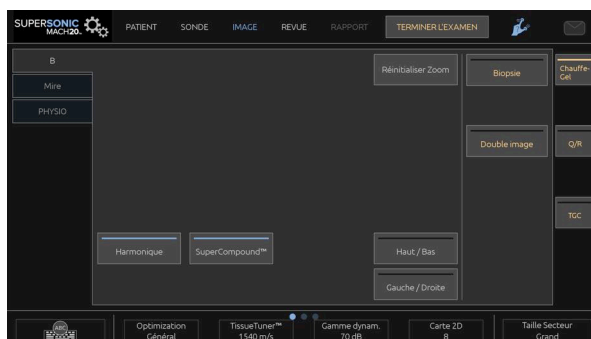 SUPERSONIC
MACH20.
PATIENT
SONDE
IMAGE
REVUE
RAPPORT
TERMINER L'EXAMEN
B
Mire
PHYSIO
Réinitialiser Zoom
Biopsie
Chauffe-
Gel
Double image
Q/R
TGC
Harmonique
SuperCompound™
Haut / Bas
Gauche / Droite
ABC
Optimization
Général
TissueTuner™
1540 m/s
Gamme dynam.
70 dB
Carte 2D
8
Taille Secteur
Grand